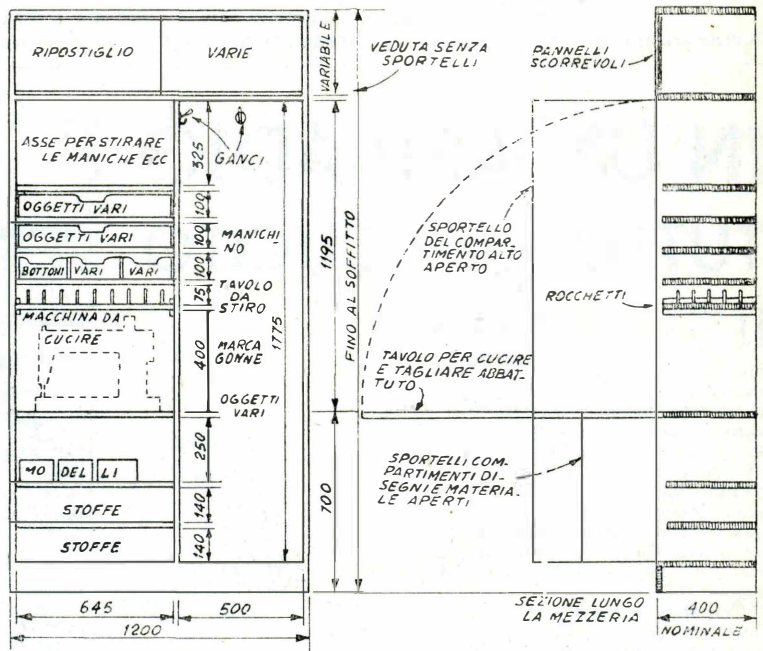 RIPOSTIGLIO
VARIE
VARIABILE
VEDUTA SENZA
SPORTELLI
PANNELLI
SCORREVOLI
ASSE PER STIRARE
LE MANICHE ECC
325
GANCI
OGGETTI VARI
100
OGGETTI VARI
100
MANICHI
NO
BOTTONI
VARI
VARI
100
75
TAVOLO
DA
STIRO
MACCHINA DA
CUCIRE
400
MARCA
GONNE
OGGETTI
VARI
1775
1195
FINO AL SOFFITTO
SPORTELLO
DEL COMPAR-
TIMENTO ALTO
APERTO
ROCCHETTI
TAVOLO PER CUCIRE
E TAGLIARE ABBAT-
TUTO
250
MO
DEL
LI
700
SPORTELLI COM-
PARTIMENTI DI-
SEGNI E MATERIA-
LE APERTI
STOFFE
140
STOFFE
140
645
500
1200
SEZIONE LUNGO
LA MEZZERIA
400
NOMINALE